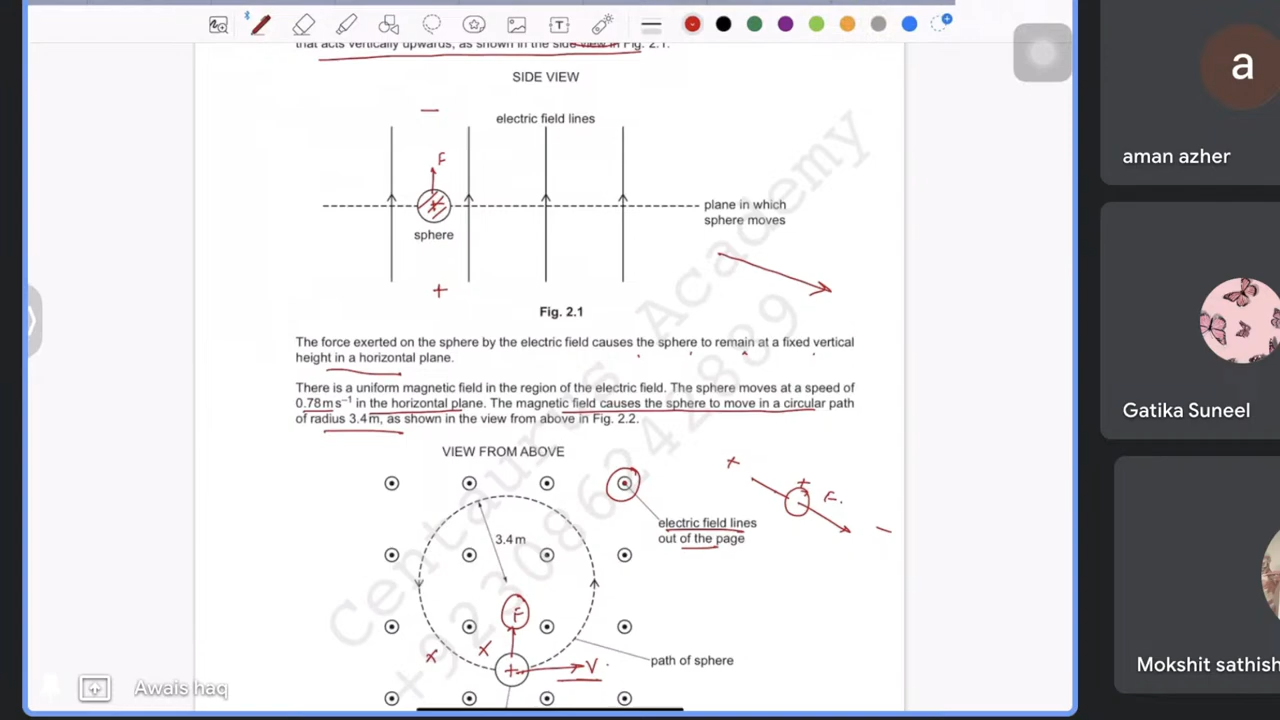 that acts vertically upwards, as shown in the side view in Fig. 2.1.
SIDE VIEW
electric field lines
−
F
+
sphere
plane in which
sphere moves
+
Fig. 2.1
The force exerted on the sphere by the electric field causes the sphere to remain at a fixed vertical
height in a horizontal plane.
There is a uniform magnetic field in the region of the electric field. The sphere moves at a speed of
0.78 m s⁻¹ in the horizontal plane. The magnetic field causes the sphere to move in a circular path
of radius 3.4 m, as shown in the view from above in Fig. 2.2.
VIEW FROM ABOVE
electric field lines
out of the page
3.4 m
+
+
F.
−
F
x
x
+
V
path of sphere
Centaurus Academy
+923086242889
T
a
aman azher
Gatika Suneel
Mokshit sathish
Awais haq